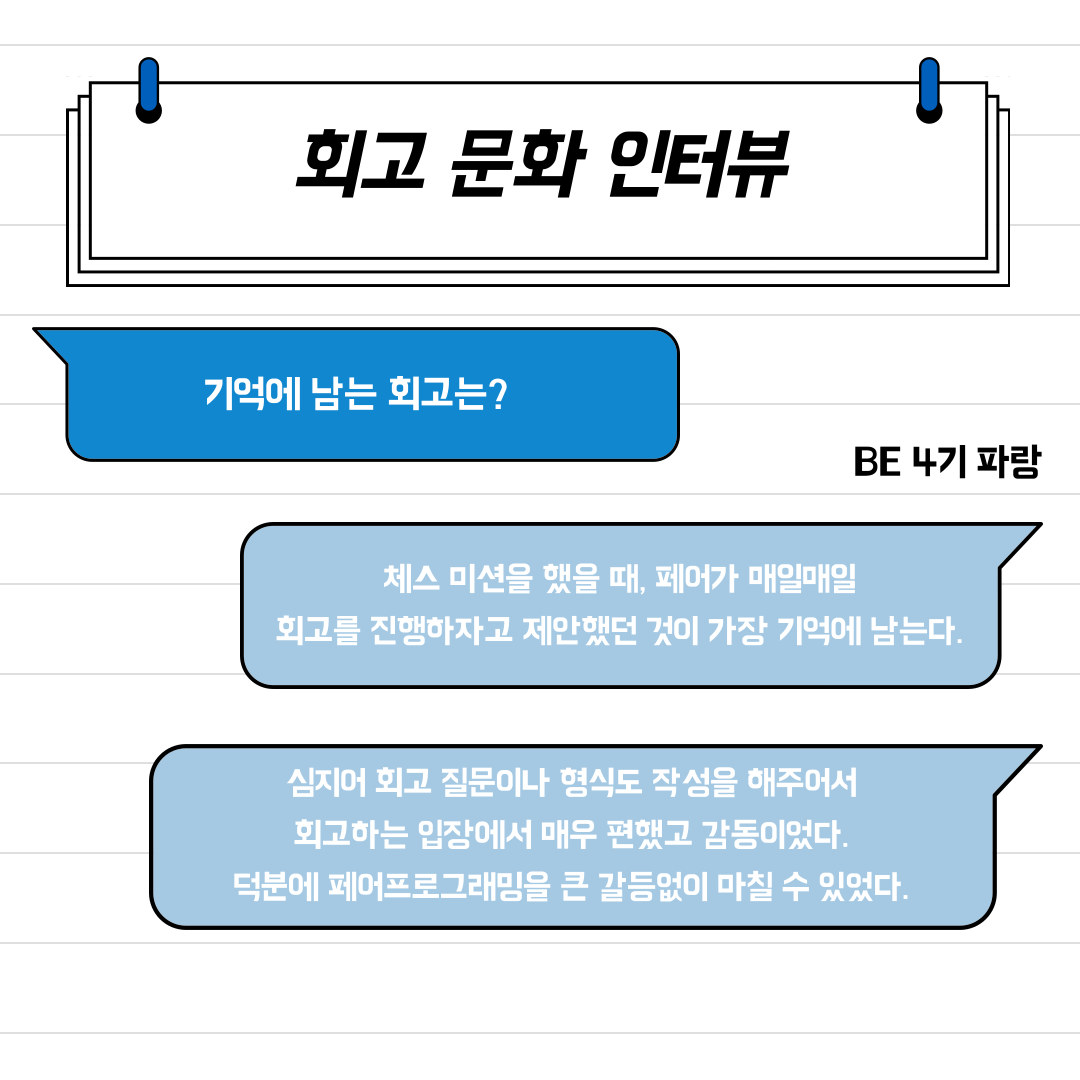 회고 문화 인터뷰
기억에 남는 회고는?
BE 4기 파랑
체스 미션을 했을 때, 페어가 매일매일
회고를 진행하자고 제안했던 것이 가장 기억에 남는다.
심지어 회고 질문이나 형식도 작성을 해주어서
회고하는 입장에서 매우 편했고 감동이었다.
덕분에 페어프로그래밍을 큰 갈등없이 마칠 수 있었다.